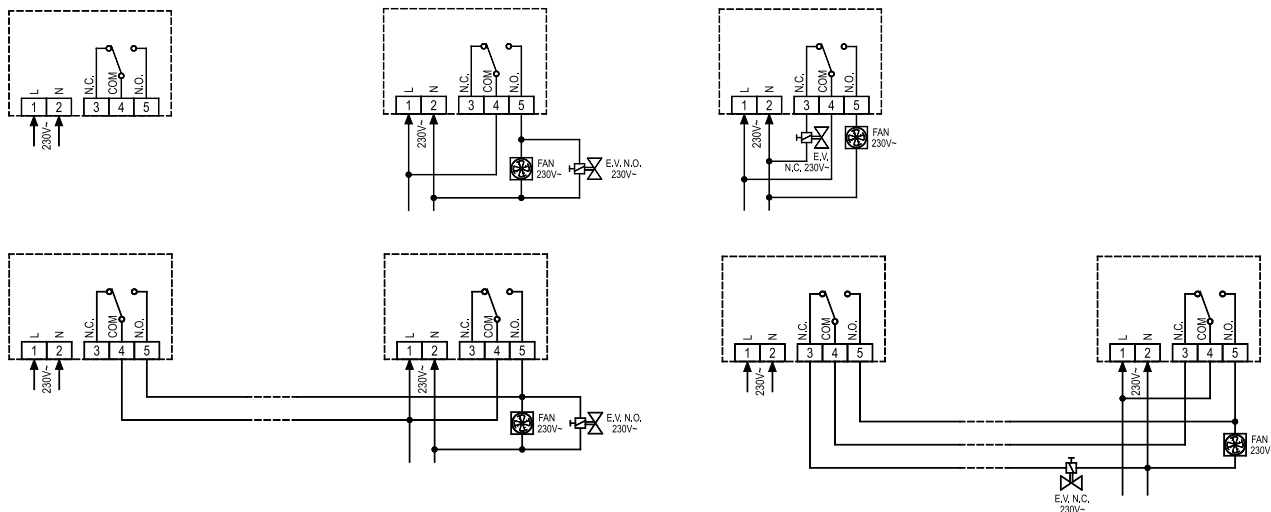 L
N
N.C.
COM
N.O.
1 2 3 4 5
230V~
L
N
N.C.
COM
N.O.
1 2 3 4 5
230V~
FAN
230V~
E.V. N.O.
230V~
L
N
N.C.
COM
N.O.
1 2 3 4 5
230V~
E.V.
N.C. 230V~
FAN
230V~
L
N
N.C.
COM
N.O.
1 2 3 4 5
230V~
L
N
N.C.
COM
N.O.
1 2 3 4 5
230V~
FAN
230V~
E.V. N.O.
230V~
L
N
N.C.
COM
N.O.
1 2 3 4 5
230V~
E.V. N.C.
230V~
L
N
N.C.
COM
N.O.
1 2 3 4 5
230V~
FAN
230V